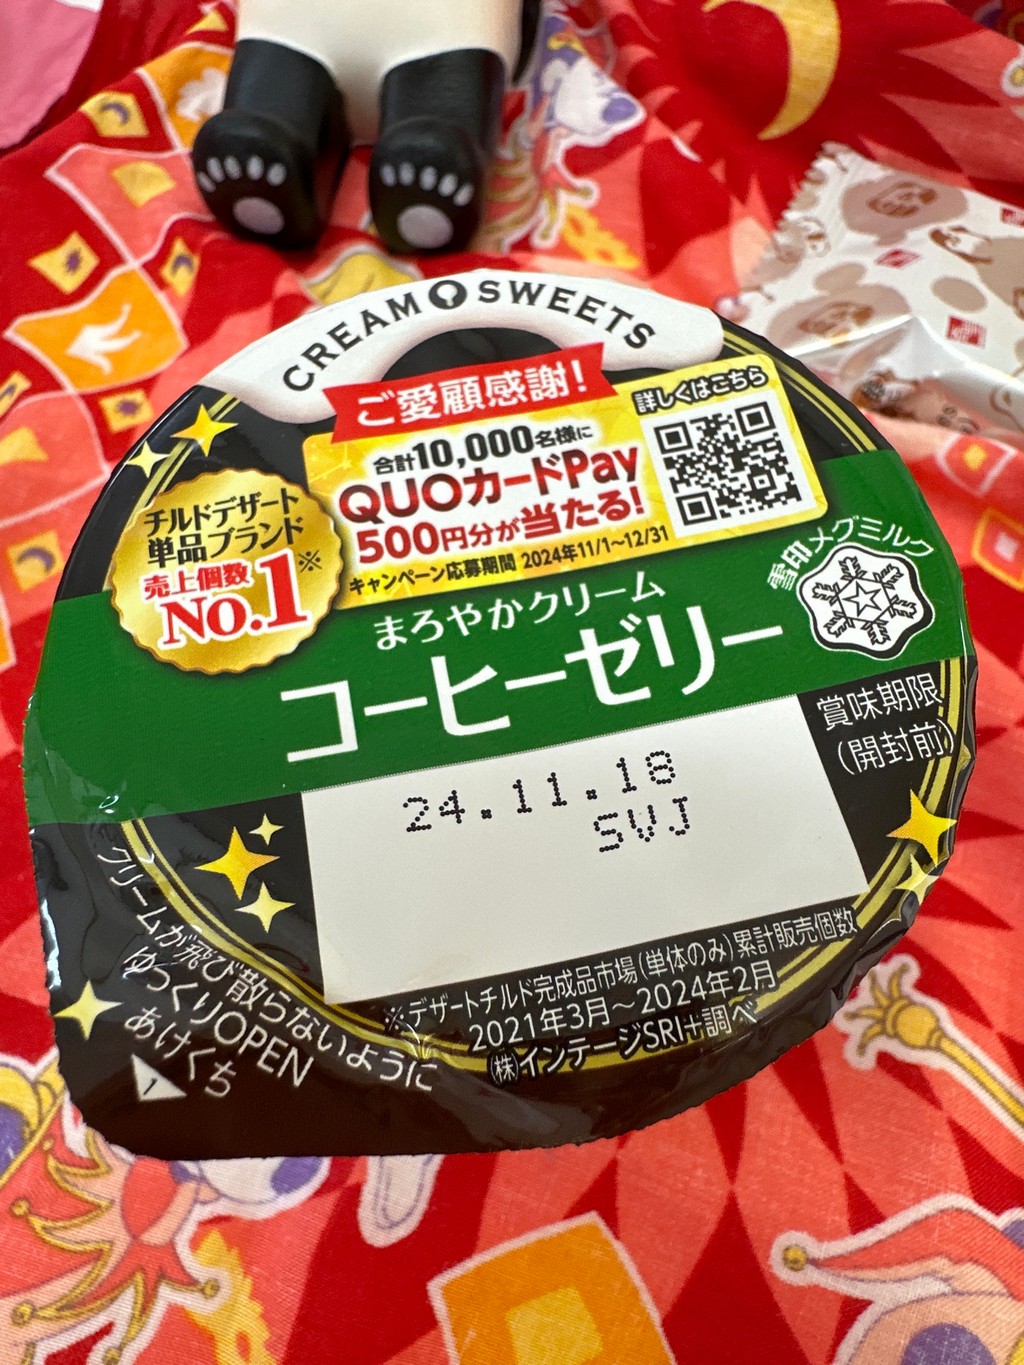 CREAM SWEETS
ご愛顧感謝!
合計10,000名様に
QUOカードPay
500円分が当たる!
キャンペーン応募期間 2024年11/1~12/31
詳しくはこちら
チルドデザート
単品ブランド
売上個数※
No.1
まろやかクリーム
コーヒーゼリー
雪印メグミルク
賞味期限
(開封前)
24.11.18
SVJ
クリームが飛び散らないように
ゆっくりOPEN
あけくち
※デザートチルド完成品市場(単体のみ)累計販売個数
2021年3月~2024年2月
(株)インテージSRI+調べ